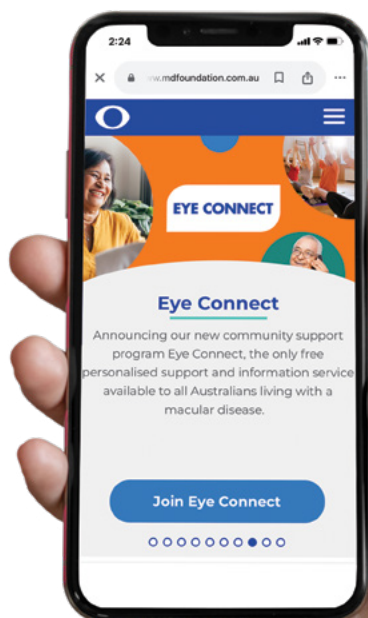 2:24
w.mdfoundation.com.au
EYE CONNECT
Eye Connect
Announcing our new community support
program Eye Connect, the only free
personalised support and information service
available to all Australians living with a
macular disease.
Join Eye Connect